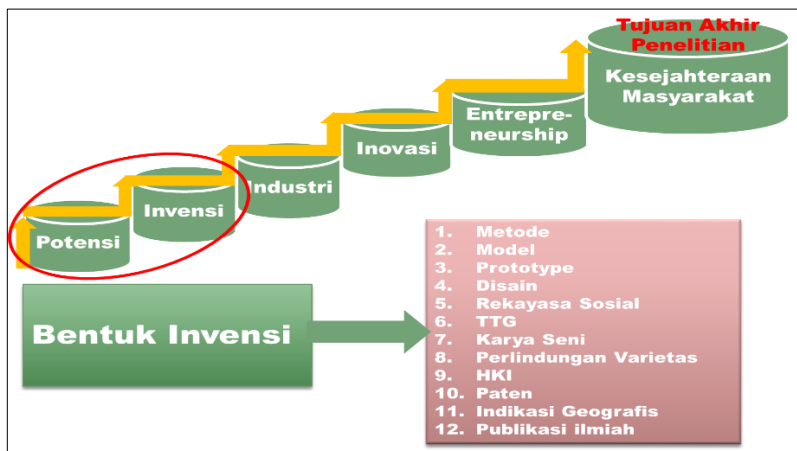 Tujuan Akhir
Penelitian
Kesejahteraan
Masyarakat
Entrepre-
neurship
Inovasi
Industri
Invensi
Potensi
Bentuk Invensi
1. Metode
2. Model
3. Prototype
4. Disain
5. Rekayasa Sosial
6. TTG
7. Karya Seni
8. Perlindungan Varietas
9. HKI
10. Paten
11. Indikasi Geografis
12. Publikasi ilmiah